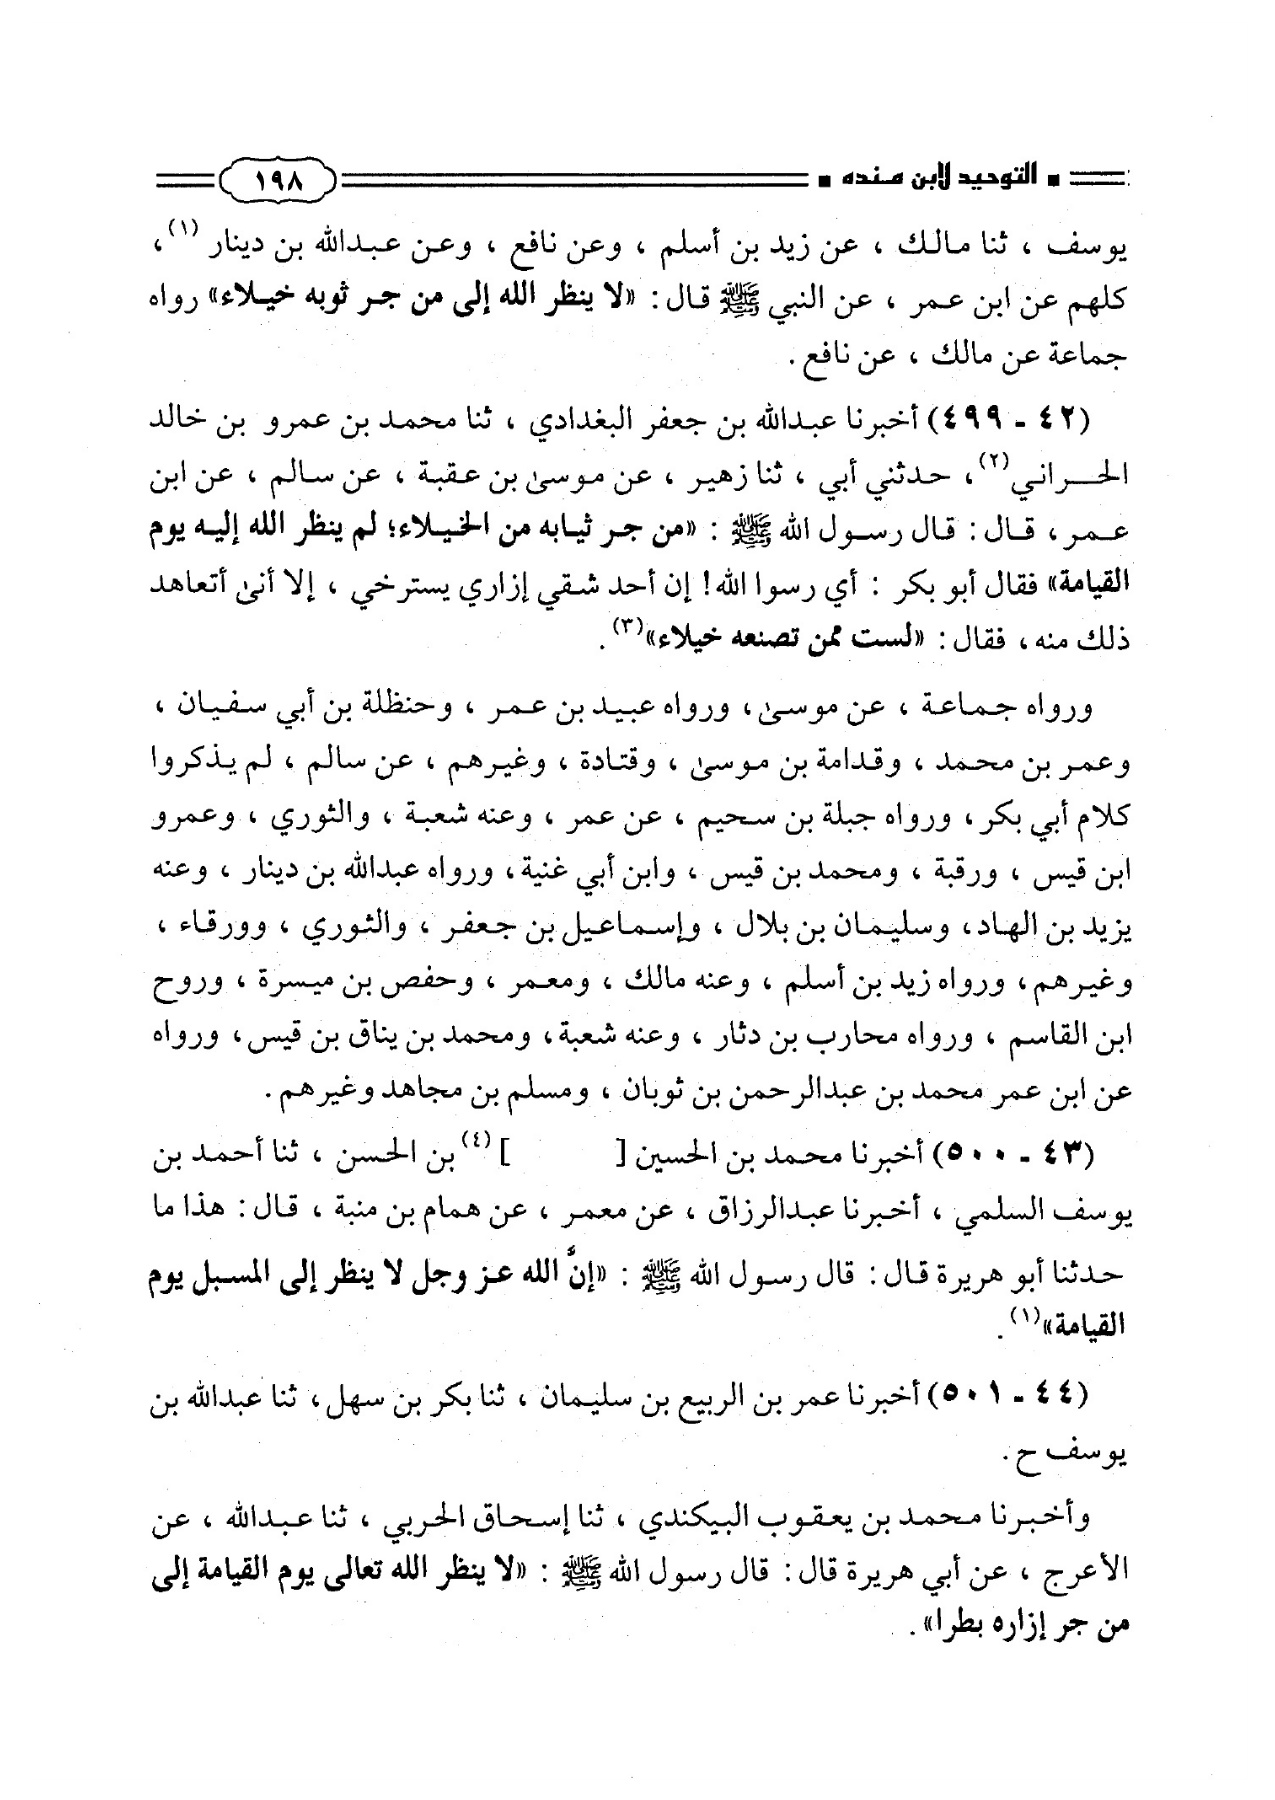 ■ التوحيد لابن منده ■ ١٩٨
يوسف ، ثنا مالك ، عن زيد بن أسلم ، وعن نافع ، وعن عبدالله بن دينار (١)،
كلهم عن ابن عمر ، عن النبي ﷺ قال: «لا ينظر الله إلى من جر ثوبه خيلاء» رواه
جماعة عن مالك ، عن نافع .
(٤٢ - ٤٩٩) أخبرنا عبدالله بن جعفر البغدادي ، ثنا محمد بن عمرو بن خالد
الحراني(٢)، حدثني أبي ، ثنا زهير ، عن موسىٰ بن عقبة ، عن سالم ، عن ابن
عمر ، قال: قال رسول الله ﷺ : «من جر ثيابه من الخيلاء؛ لم ينظر الله إليه يوم
القيامة» فقال أبو بكر : أي رسوا الله! إن أحد شقي إزاري يسترخي ، إلا أنىٰ أتعاهد
ذلك منه ، فقال: «لست ممن تصنعه خيلاء»(٣).
ورواه جماعة ، عن موسىٰ ، ورواه عبيد بن عمر ، وحنظلة بن أبي سفيان ،
وعمر بن محمد ، وقدامة بن موسىٰ ، وقتادة ، وغيرهم ، عن سالم ، لم يذكروا
كلام أبي بكر ، ورواه جبلة بن سحيم ، عن عمر ، وعنه شعبة ، والثوري ، وعمرو
ابن قيس ، ورقبة ، ومحمد بن قيس ، وابن أبي غنية ، ورواه عبدالله بن دينار ، وعنه
يزيد بن الهاد ، وسليمان بن بلال ، وإسماعيل بن جعفر ، والثوري ، وورقاء ،
وغيرهم ، ورواه زيد بن أسلم ، وعنه مالك ، ومعمر ، وحفص بن ميسرة ، وروح
ابن القاسم ، ورواه محارب بن دثار ، وعنه شعبة ، ومحمد بن يناق بن قيس ، ورواه
عن ابن عمر محمد بن عبدالرحمن بن ثوبان ، ومسلم بن مجاهد وغيرهم .
(٤٣ - ٥٠٠) أخبرنا محمد بن الحسين [ ](٤) بن الحسن ، ثنا أحمد بن
يوسف السلمي ، أخبرنا عبدالرزاق ، عن معمر ، عن همام بن منبة ، قال: هذا ما
حدثنا أبو هريرة قال: قال رسول الله ﷺ : «إنَّ الله عز وجل لا ينظر إلى المسبل يوم
القيامة»(١).
(٤٤ - ٥٠١) أخبرنا عمر بن الربيع بن سليمان ، ثنا بكر بن سهل ، ثنا عبدالله بن
يوسف ح .
وأخبرنا محمد بن يعقوب البيكندي ، ثنا إسحاق الحربي ، ثنا عبدالله ، عن
الأعرج ، عن أبي هريرة قال: قال رسول الله ﷺ : «لا ينظر الله تعالى يوم القيامة إلى
من جر إزاره بطرا» .